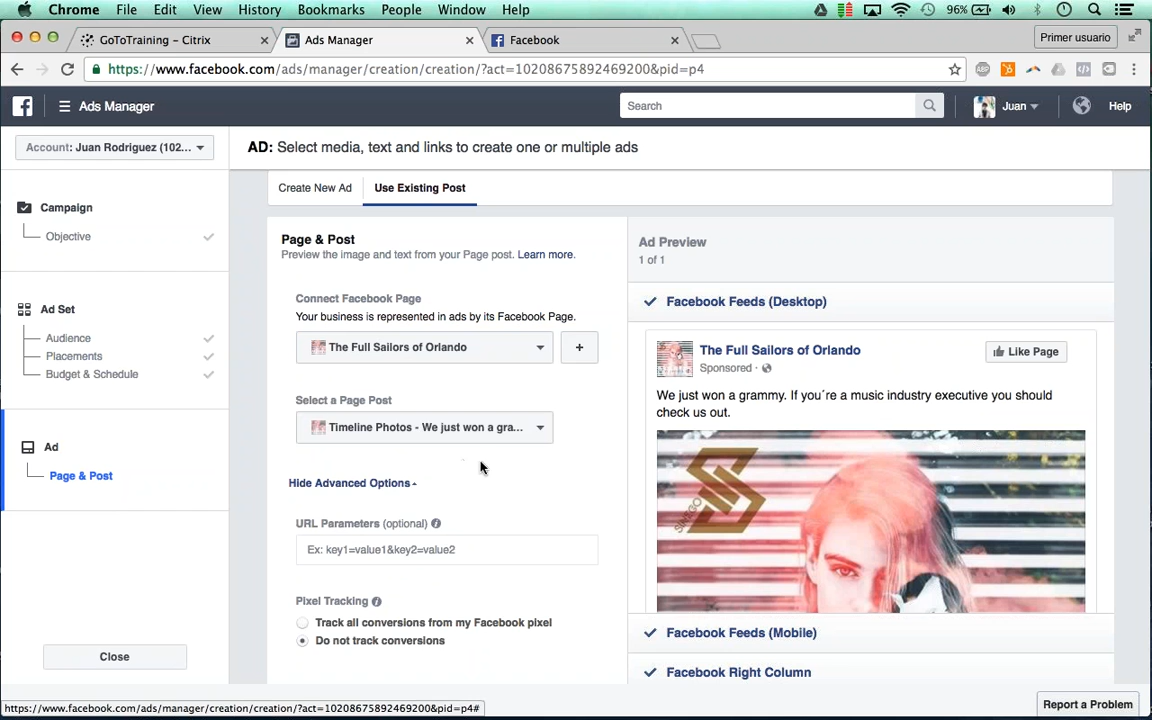 Chrome File Edit View History Bookmarks People Window Help 96%
GoToTraining - Citrix Ads Manager Facebook Primer usuario
https://www.facebook.com/ads/manager/creation/creation/?act=10208675892469200&pid=p4 ABP
Ads Manager Search Juan Help
Account: Juan Rodriguez (102...
AD: Select media, text and links to create one or multiple ads
Create New Ad Use Existing Post
Campaign
Objective
Ad Set
Audience
Placements
Budget & Schedule
Ad
Page & Post
Close
Page & Post
Preview the image and text from your Page post. Learn more.
Connect Facebook Page
Your business is represented in ads by its Facebook Page.
The Full Sailors of Orlando +
Select a Page Post
Timeline Photos - We just won a gra...
Hide Advanced Options
URL Parameters (optional)
Ex: key1=value1&key2=value2
Pixel Tracking
Track all conversions from my Facebook pixel
Do not track conversions
Ad Preview
1 of 1
Facebook Feeds (Desktop)
The Full Sailors of Orlando
Like Page
Sponsored ·
We just won a grammy. If you´re a music industry executive you should
check us out.
Facebook Feeds (Mobile)
Facebook Right Column
https://www.facebook.com/ads/manager/creation/creation/?act=10208675892469200&pid=p4#
Report a Problem